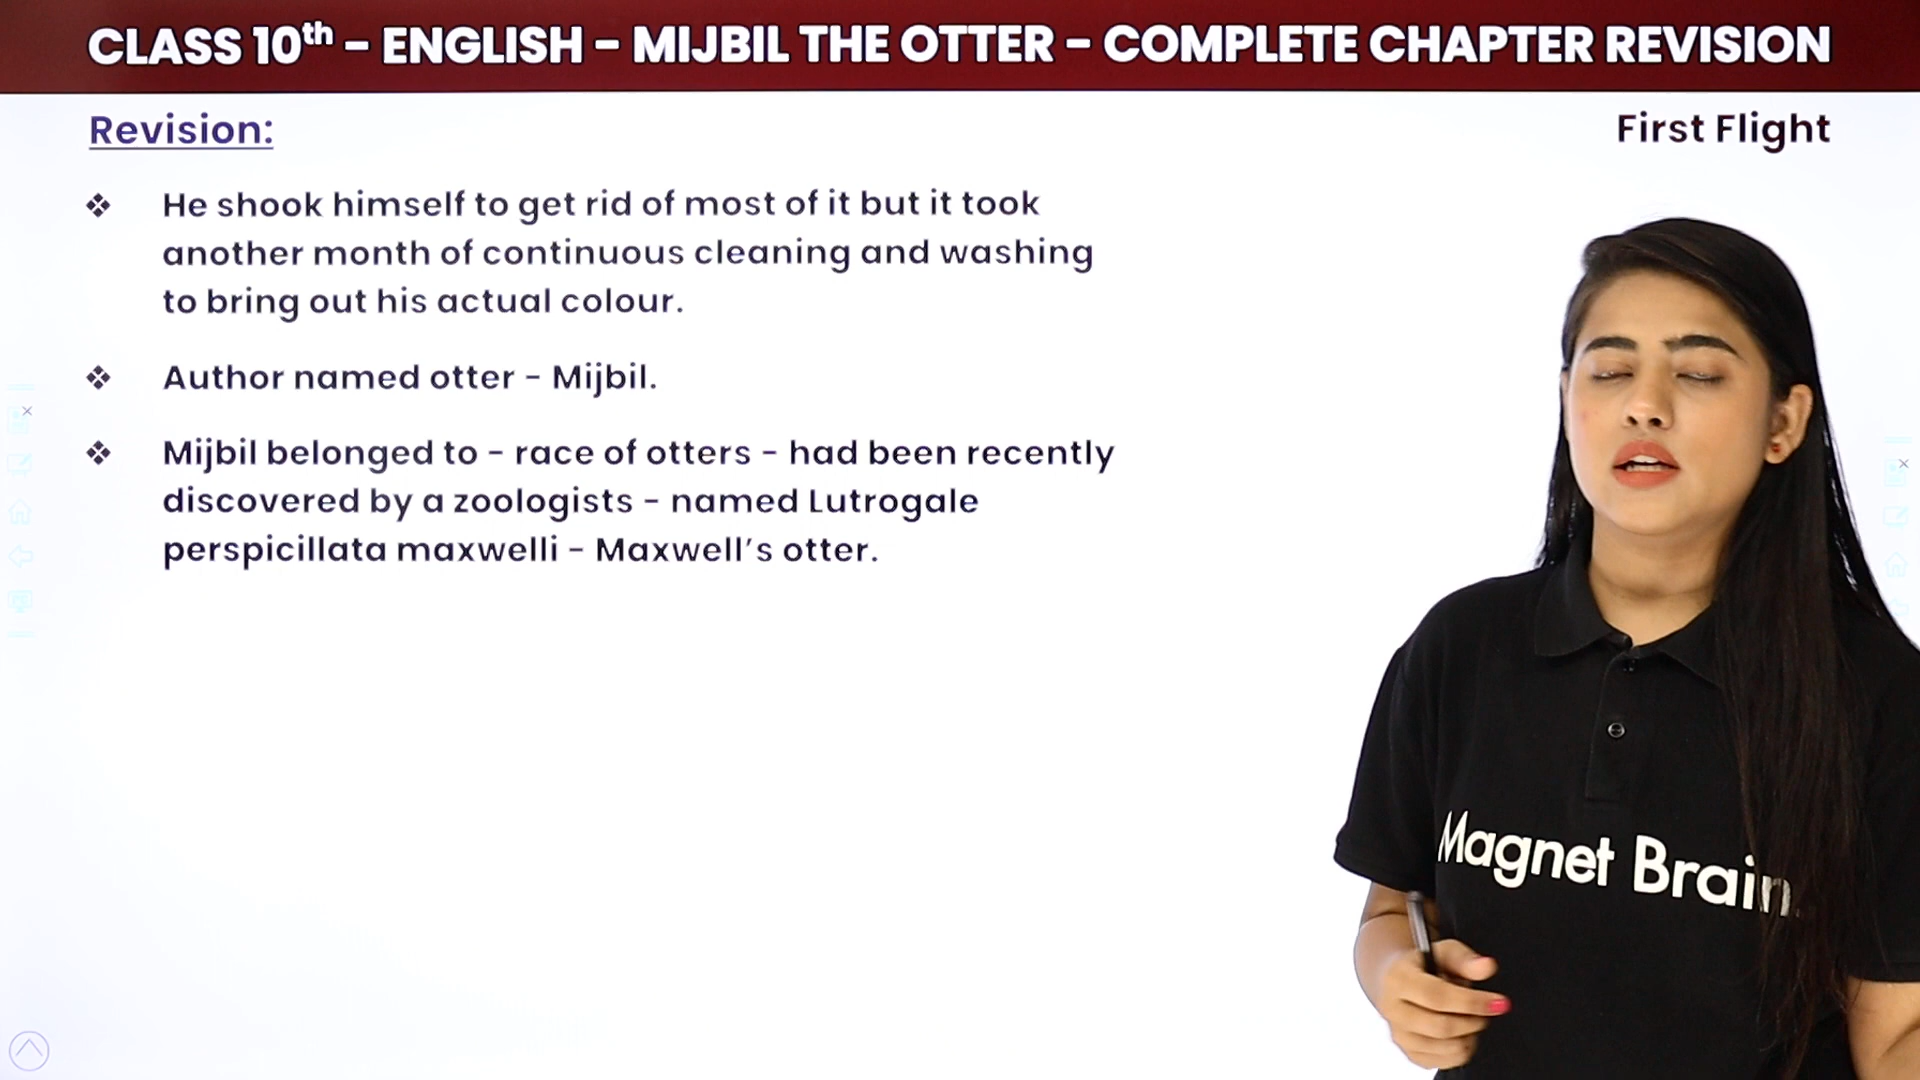 CLASS 10th – ENGLISH – MIJBIL THE OTTER – COMPLETE CHAPTER REVISION
Revision:
First Flight
❖ He shook himself to get rid of most of it but it took
another month of continuous cleaning and washing
to bring out his actual colour.
❖ Author named otter – Mijbil.
❖ Mijbil belonged to – race of otters – had been recently
discovered by a zoologists – named Lutrogale
perspicillata maxwelli – Maxwell’s otter.
Magnet Brain